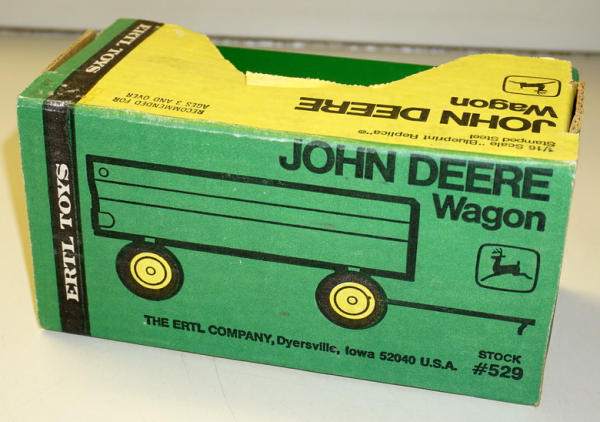 ERTL TOYS
RECOMMENDED FOR
AGES 3 AND OVER
JOHN DEERE
Wagon
1/16 Scale "Blueprint Replica"®
Stamped Steel
ERTL TOYS
JOHN DEERE
Wagon
THE ERTL COMPANY, Dyersville, Iowa 52040 U.S.A.
STOCK
#529